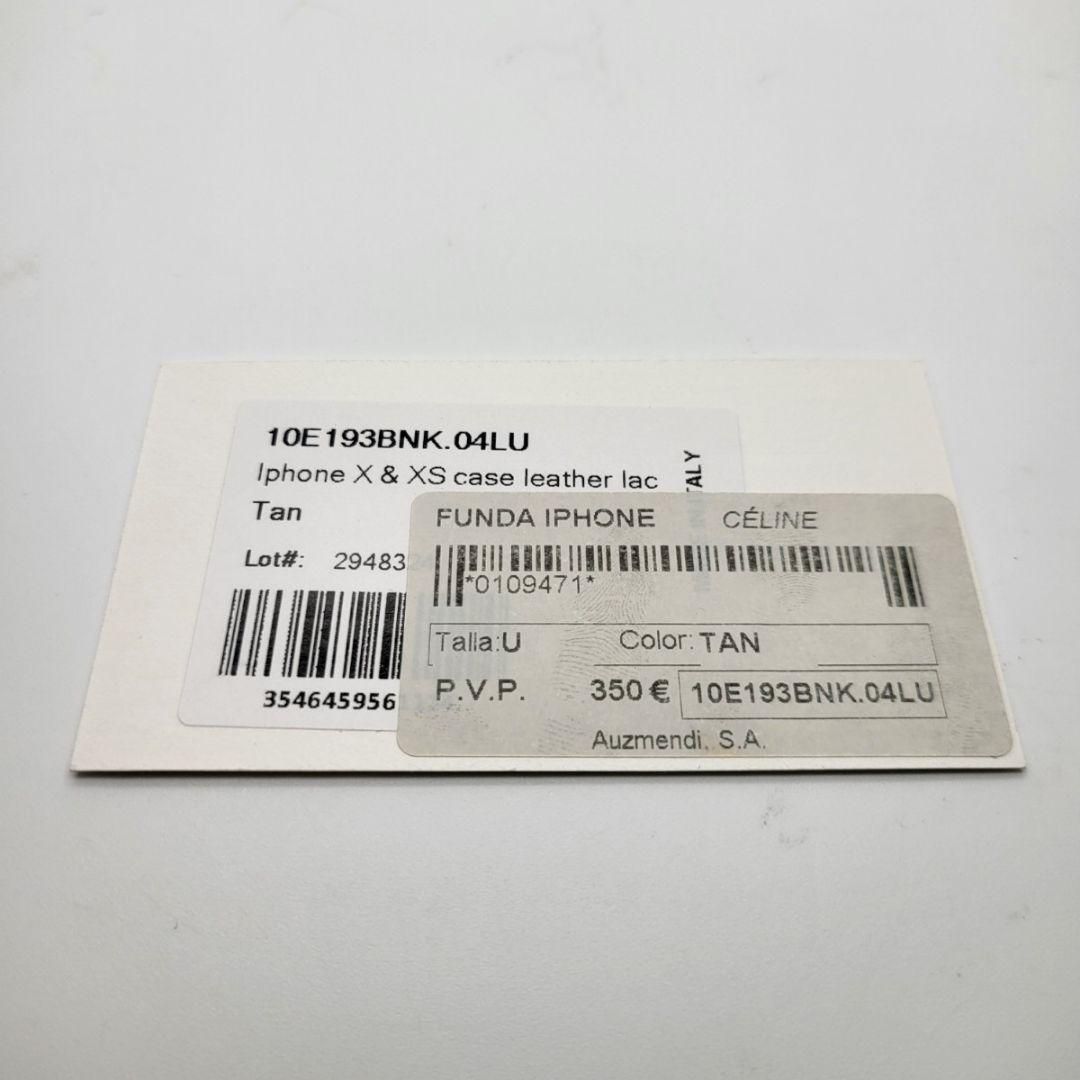 10E193BNK.04LU
Iphone X & XS case leather lac
Tan
Lot#: 29483
354645956
ITALY
FUNDA IPHONE CÉLINE
*0109471*
Talla:U Color: TAN
P.V.P. 350 € 10E193BNK.04LU
Auzmendi. S.A.